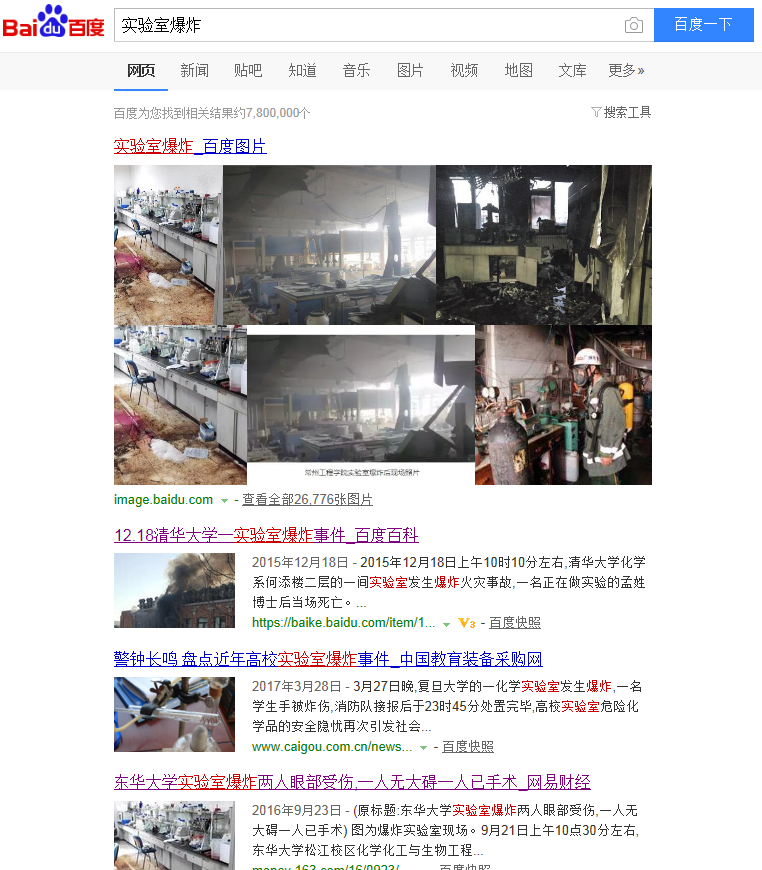 Bai du 百度
实验室爆炸
百度一下
网页 新闻 贴吧 知道 音乐 图片 视频 地图 文库 更多»
百度为您找到相关结果约7,800,000个
搜索工具
实验室爆炸_百度图片
常州工程学院实验室爆炸后现场照片
image.baidu.com - 查看全部26,776张图片
12.18清华大学一实验室爆炸事件_百度百科
2015年12月18日 - 2015年12月18日上午10时10分左右,清华大学化学
系何添楼二层的一间实验室发生爆炸火灾事故,一名正在做实验的孟姓
博士后当场死亡。...
https://baike.baidu.com/item/1... V3 - 百度快照
警钟长鸣 盘点近年高校实验室爆炸事件_中国教育装备采购网
2017年3月28日 - 3月27日晚,复旦大学的一化学实验室发生爆炸,一名
学生手被炸伤,消防队接报后于23时45分处置完毕,高校实验室危险化
学品的安全隐忧再次引发社会...
www.caigou.com.cn/news... - 百度快照
东华大学实验室爆炸两人眼部受伤,一人无大碍一人已手术_网易财经
2016年9月23日 - (原标题:东华大学实验室爆炸两人眼部受伤,一人无
大碍一人已手术) 图为爆炸实验室现场。9月21日上午10点30分左右,
东华大学松江校区化学化工与生物工程...
money.163.com/16/0923/... - 百度快照